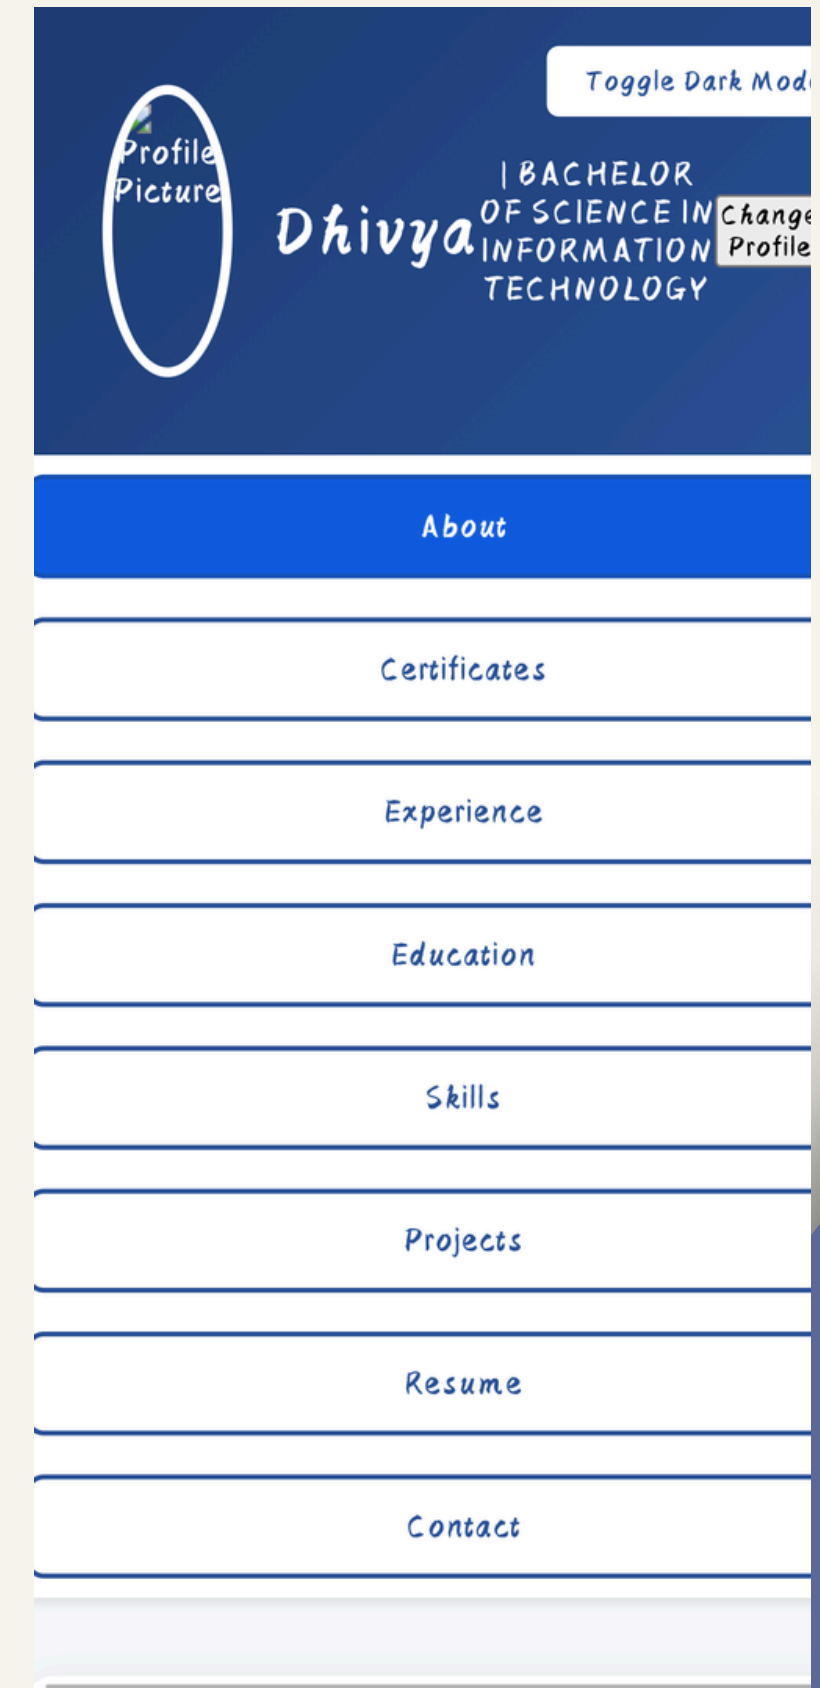 Toggle Dark Mod
Profile
Picture
Dhivya
| BACHELOR
OF SCIENCE IN
INFORMATION
TECHNOLOGY
Change
Profile
About
Certificates
Experience
Education
Skills
Projects
Resume
Contact